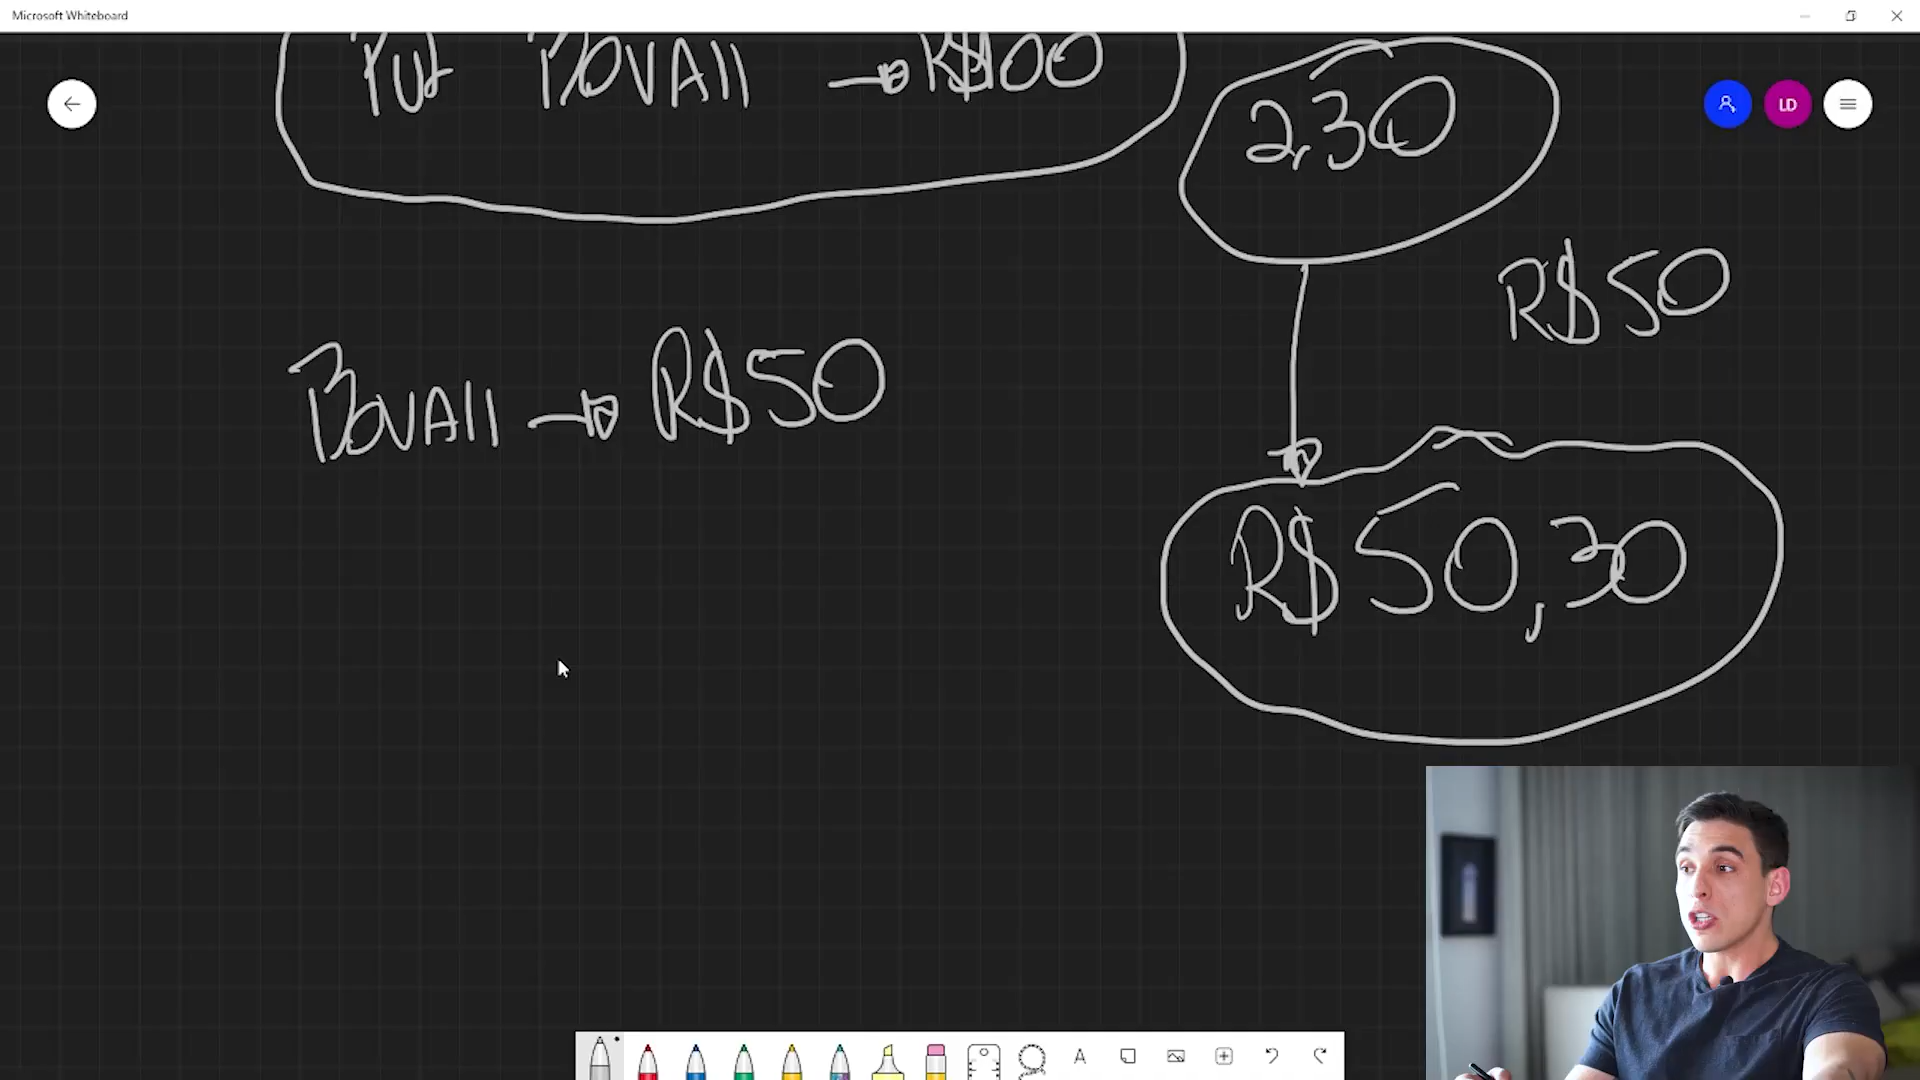 Microsoft Whiteboard
Put BOVA11 → R$100
2,30
LD
R$50
BOVA11 → R$50
R$50,30
A